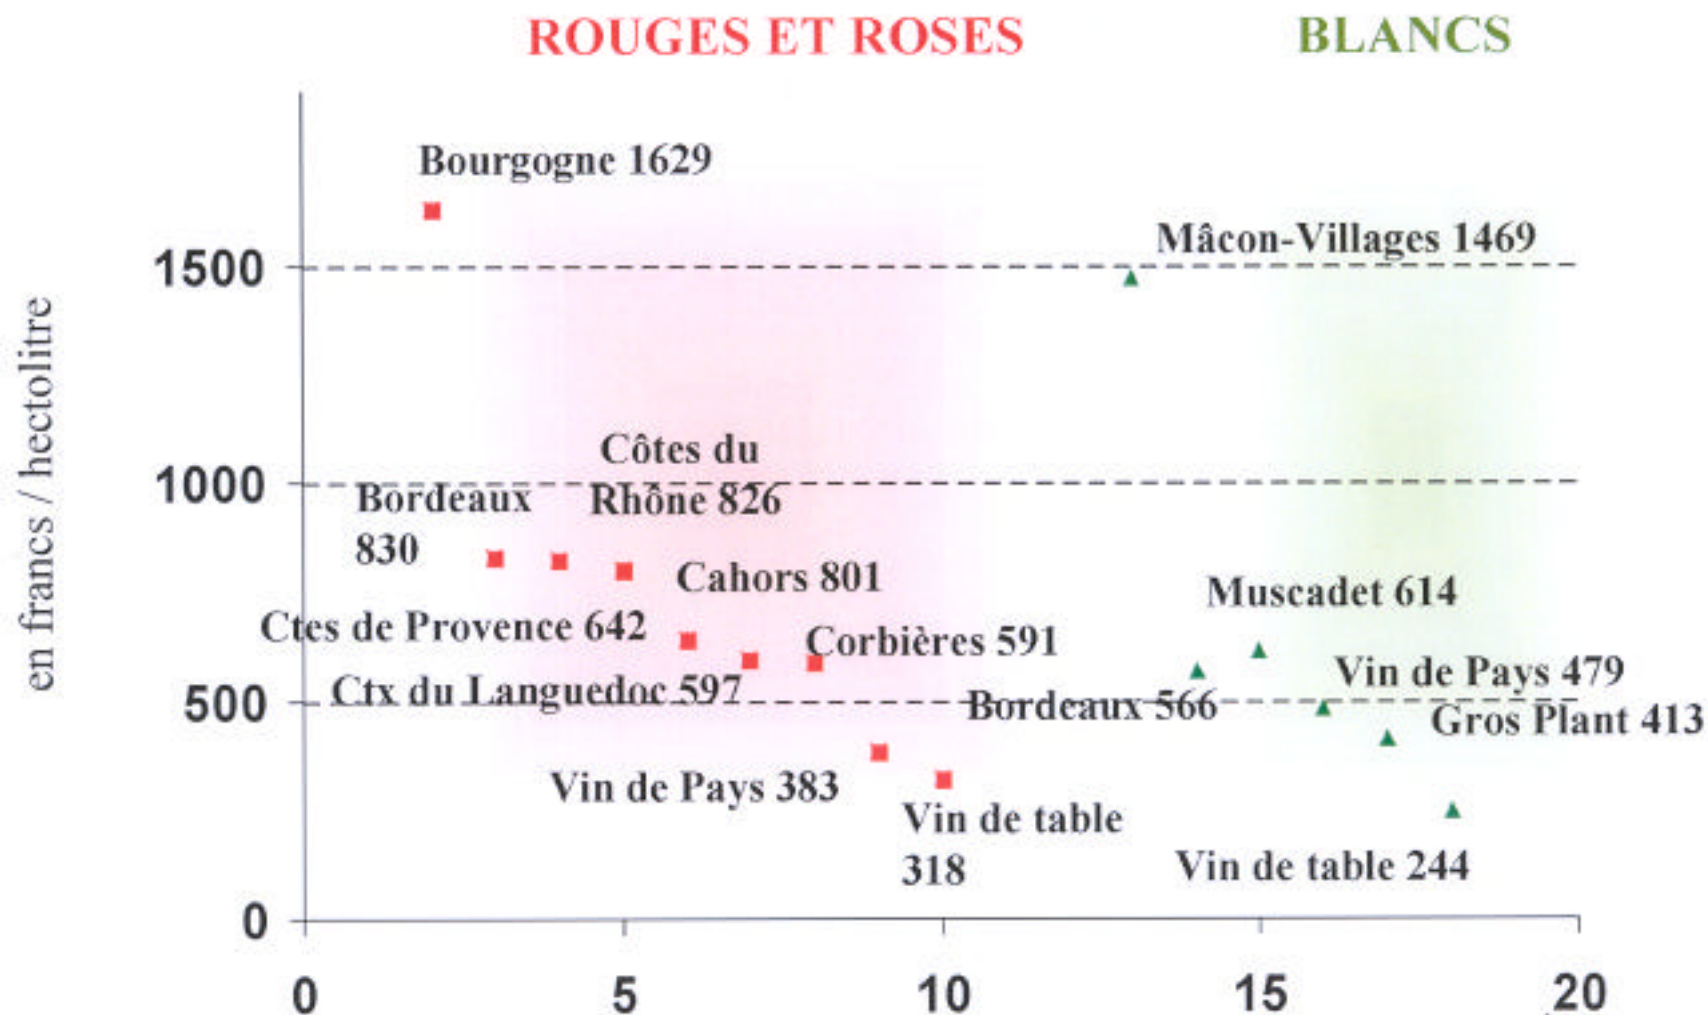 ROUGES ET ROSES
BLANCS
en francs / hectolitre
Bourgogne 1629
Mâcon-Villages 1469
1500
Côtes du
Rhône 826
1000
Bordeaux
830
Cahors 801
Muscadet 614
Ctes de Provence 642
Corbières 591
Vin de Pays 479
Ctx du Languedoc 597
500
Bordeaux 566
Gros Plant 413
Vin de Pays 383
Vin de table
318
Vin de table 244
0
0 5 10 15 20